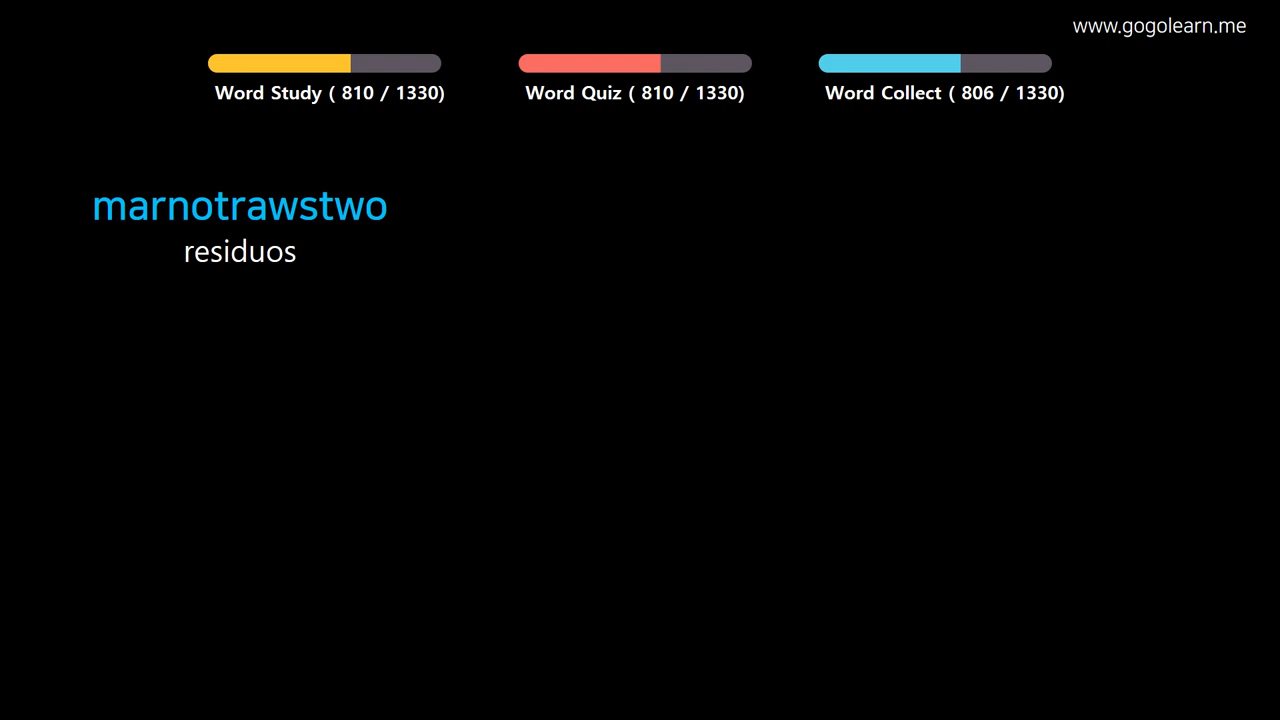 www.gogolearn.me
Word Study ( 810 / 1330)
Word Quiz ( 810 / 1330)
Word Collect ( 806 / 1330)
marnotrawstwo
residuos